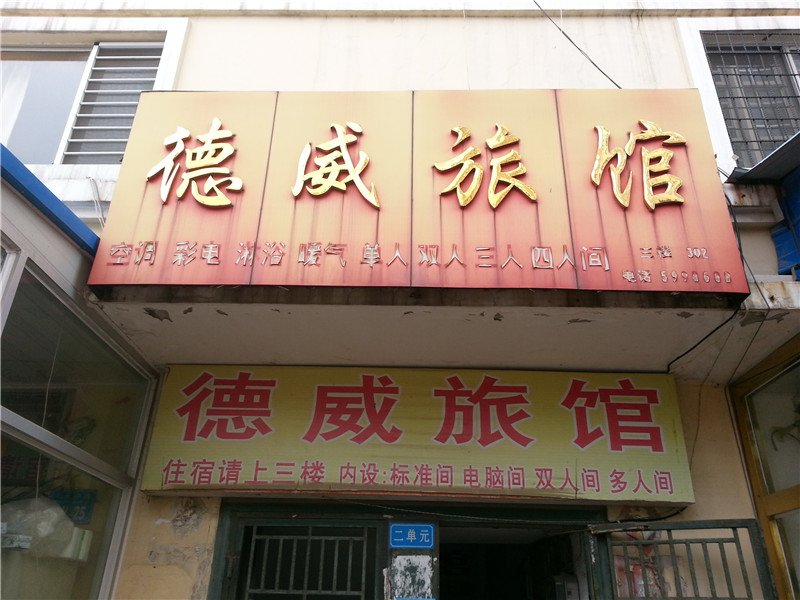 德威旅馆
空调 彩电 淋浴 暖气 单人 双人 三人 四人间
三楼 302
电话
德威旅馆
住宿请上三楼 内设:标准间 电脑间 双人间 多人间
二单元